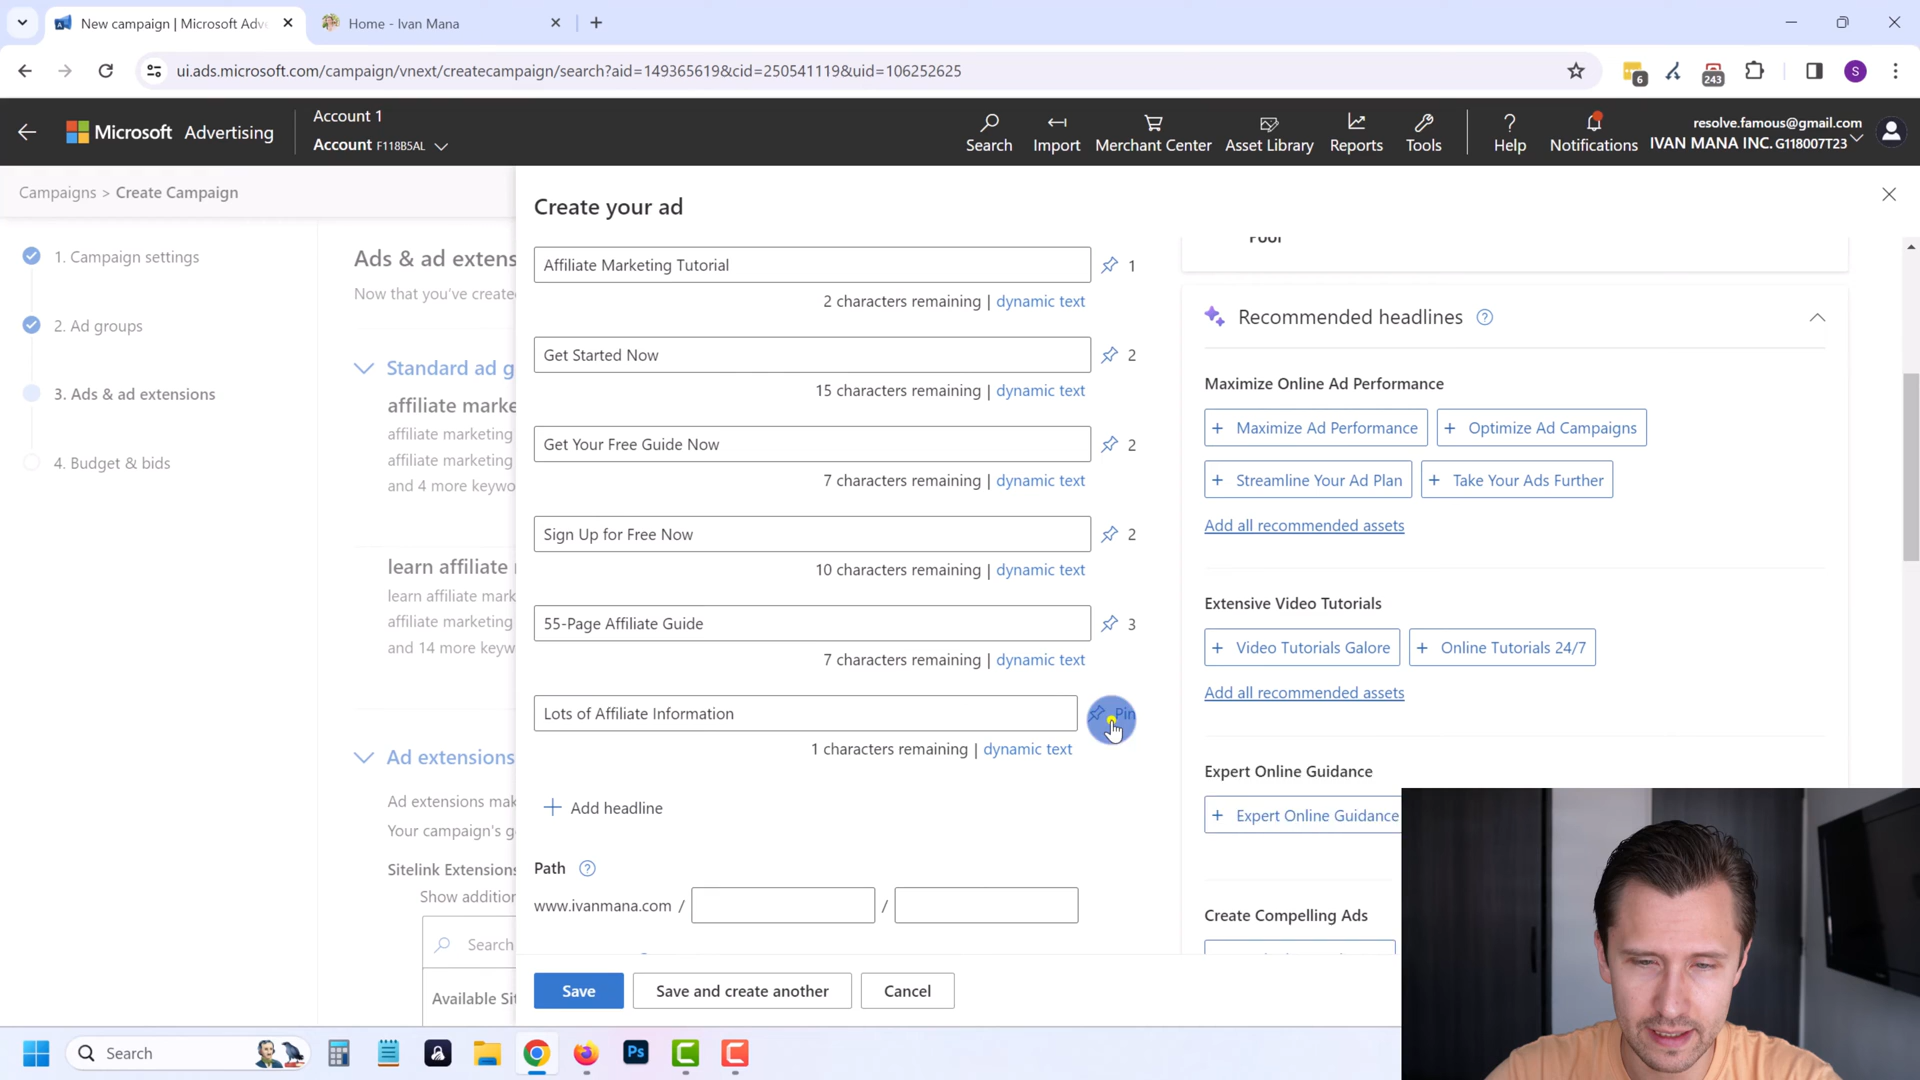 New campaign | Microsoft Adve
Home - Ivan Mana
ui.ads.microsoft.com/campaign/vnext/createcampaign/search?aid=149365619&cid=250541119&uid=106252625
6
243
S
Microsoft Advertising
Account 1
Account F118B5AL
Search
Import
Merchant Center
Asset Library
Reports
Tools
Help
Notifications
resolve.famous@gmail.com
IVAN MANA INC. G118007T23
Campaigns > Create Campaign
1. Campaign settings
2. Ad groups
3. Ads & ad extensions
4. Budget & bids
Ads & ad extens
Now that you've create
Standard ad g
affiliate marke
affiliate marketing
affiliate marketing
and 4 more keywo
learn affiliate
learn affiliate mark
affiliate marketing
and 14 more keyw
Ad extensions
Ad extensions mak
Your campaign's g
Sitelink Extensions
Show addition
Search
Available Sit
Create your ad
Affiliate Marketing Tutorial
1
2 characters remaining | dynamic text
Get Started Now
2
15 characters remaining | dynamic text
Get Your Free Guide Now
2
7 characters remaining | dynamic text
Sign Up for Free Now
2
10 characters remaining | dynamic text
55-Page Affiliate Guide
3
7 characters remaining | dynamic text
Lots of Affiliate Information
Pin
1 characters remaining | dynamic text
Add headline
Path
www.ivanmana.com / /
Save
Save and create another
Cancel
Recommended headlines
Maximize Online Ad Performance
+ Maximize Ad Performance
+ Optimize Ad Campaigns
+ Streamline Your Ad Plan
+ Take Your Ads Further
Add all recommended assets
Extensive Video Tutorials
+ Video Tutorials Galore
+ Online Tutorials 24/7
Add all recommended assets
Expert Online Guidance
+ Expert Online Guidance
Create Compelling Ads
Search
Ps